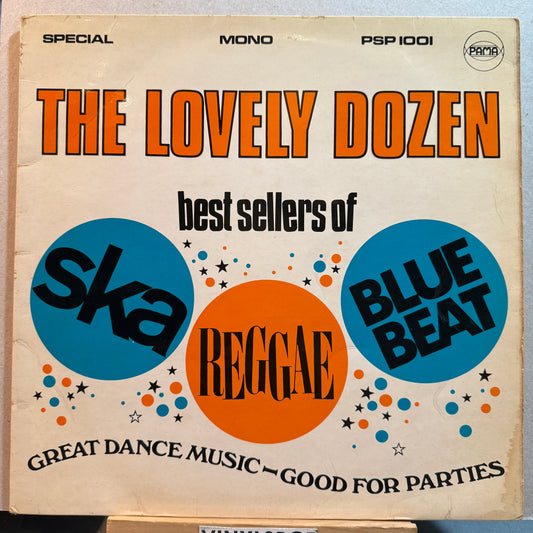 SPECIAL MONO PSP 1001
PAMA
THE LOVELY DOZEN
best sellers of
ska
BLUE
BEAT
REGGAE
GREAT DANCE MUSIC - GOOD FOR PARTIES